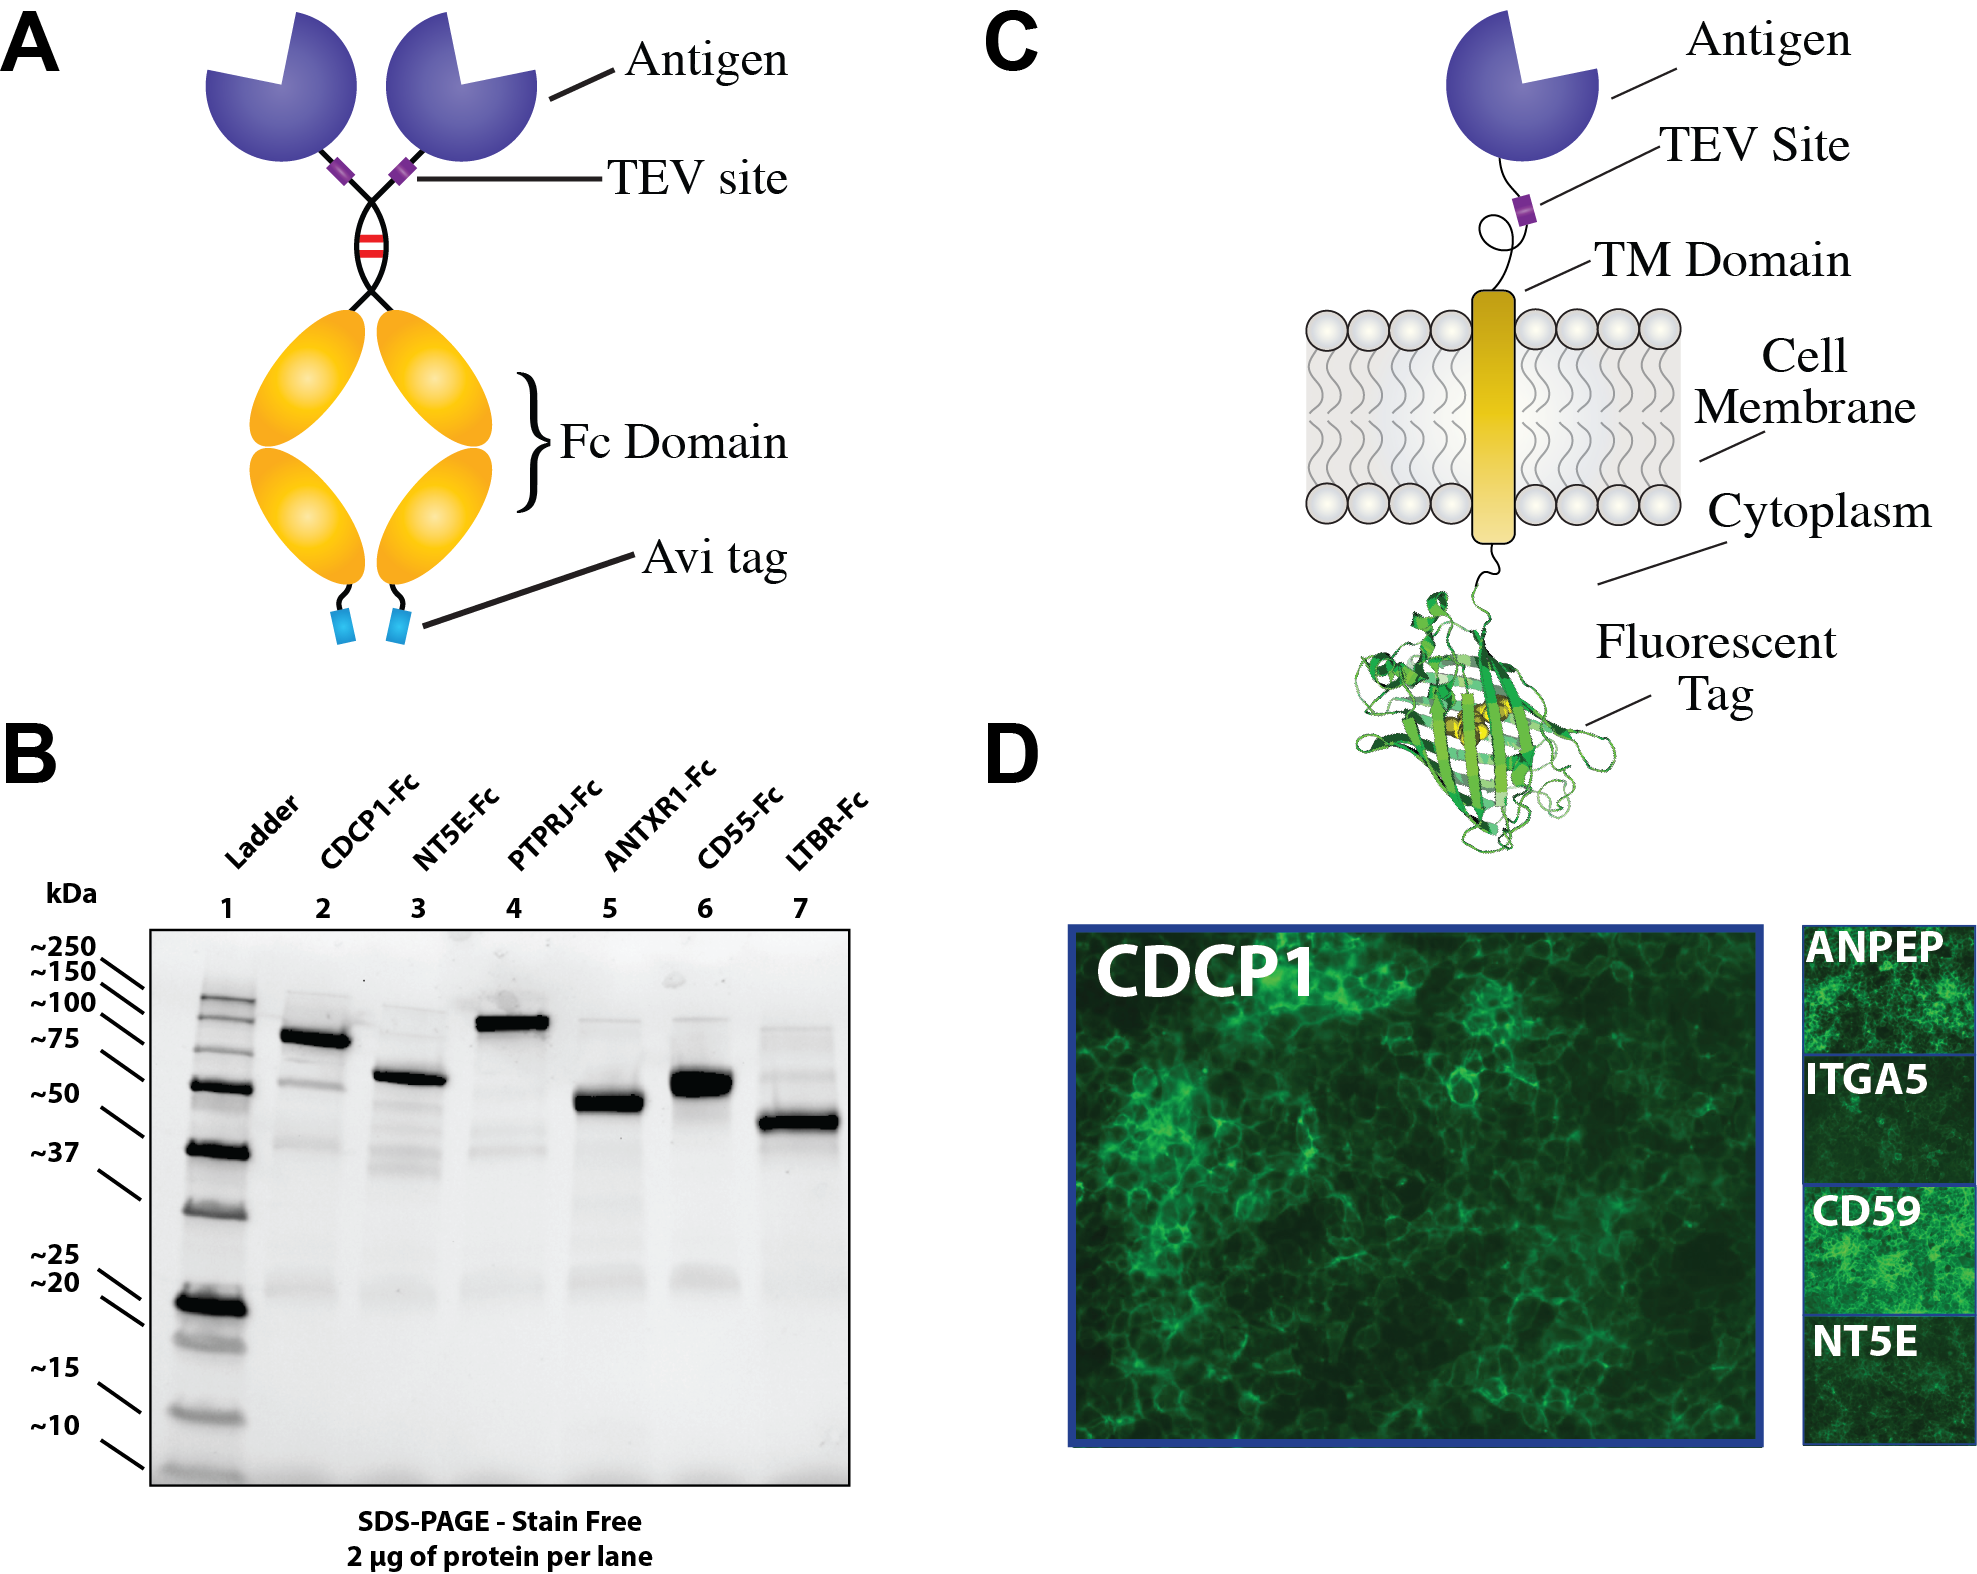 A
Antigen
TEV site
Fc Domain
Avi tag
C
Antigen
TEV Site
TM Domain
Cell
Membrane
Cytoplasm
Fluorescent
Tag
B
Ladder
CDCP1-Fc
NT5E-Fc
PTPRJ-Fc
ANTXR1-Fc
CD55-Fc
LTBR-Fc
kDa
1 2 3 4 5 6 7
~250
~150
~100
~75
~50
~37
~25
~20
~15
~10
SDS-PAGE - Stain Free
2 µg of protein per lane
D
CDCP1
ANPEP
ITGA5
CD59
NT5E